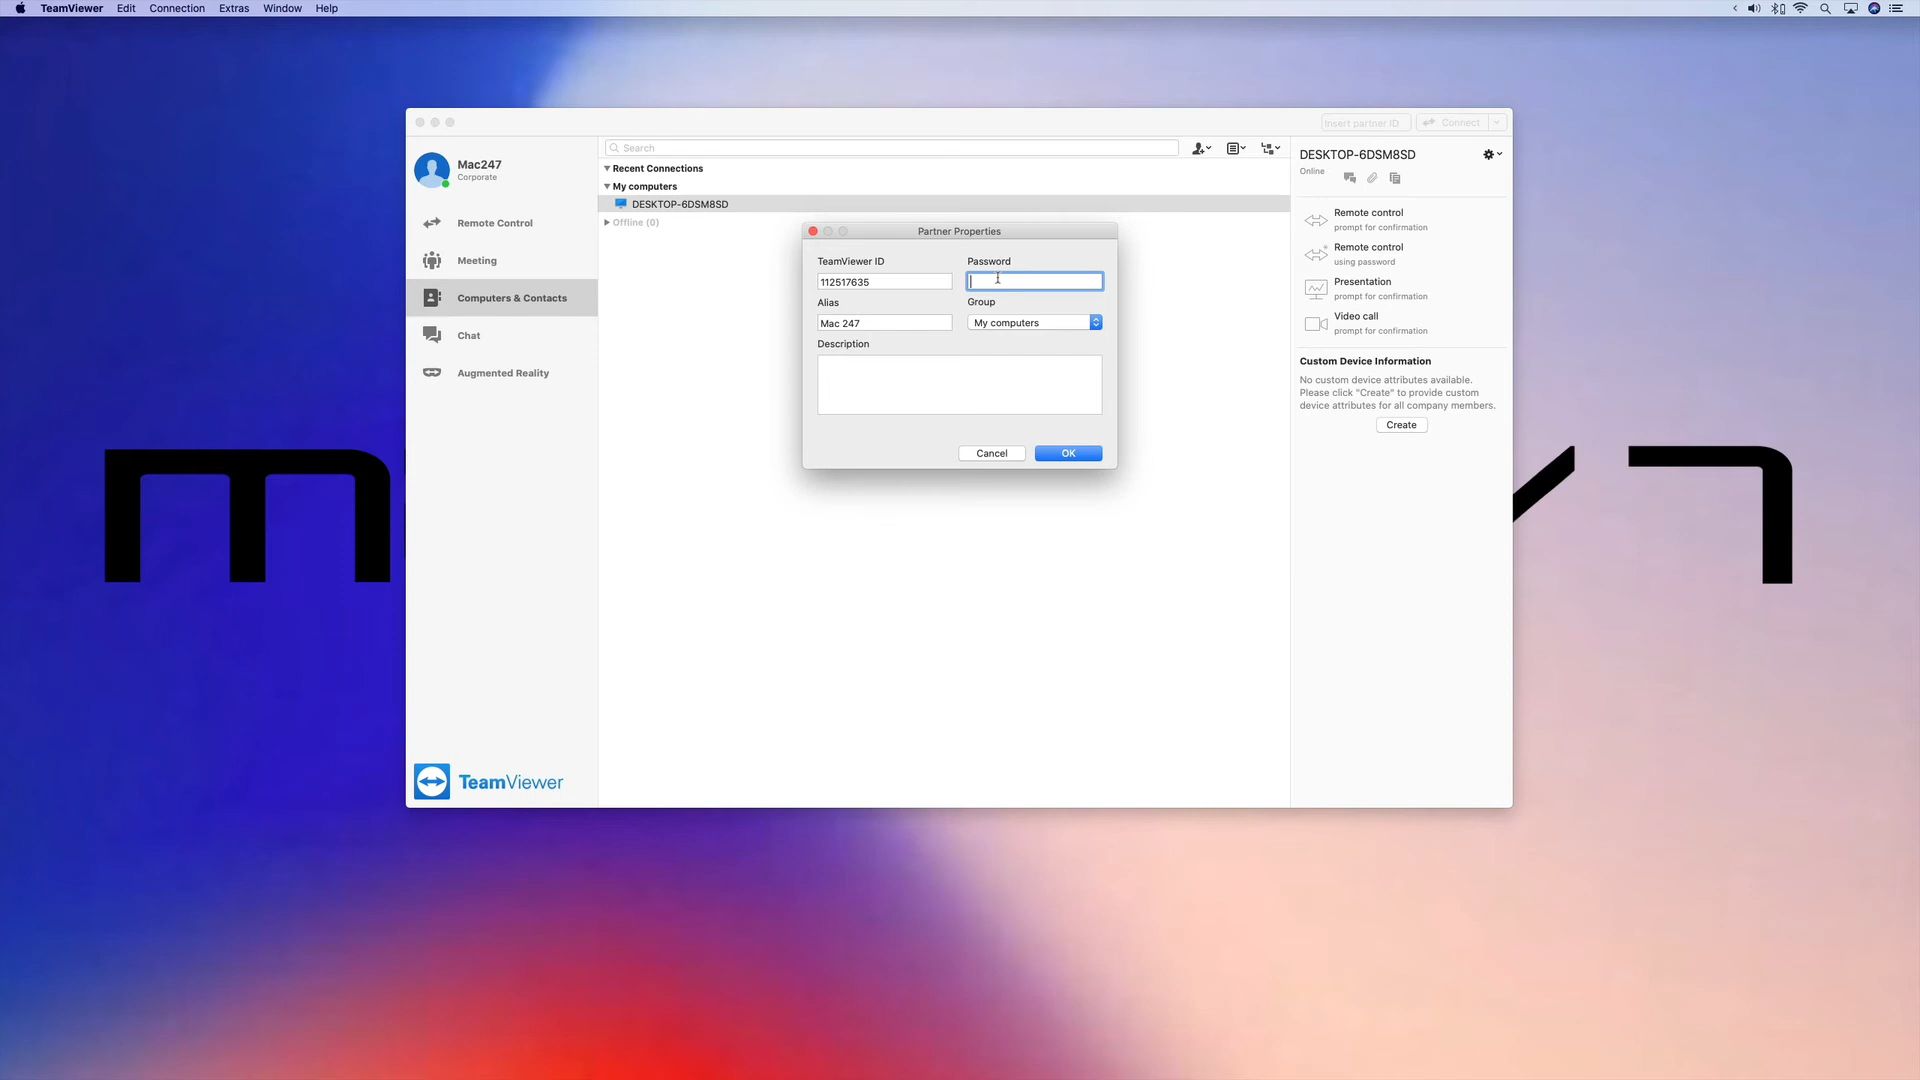 TeamViewer Edit Connection Extras Window Help
Insert partner ID Connect
Mac247
Corporate
Remote Control
Meeting
Computers & Contacts
Chat
Augmented Reality
TeamViewer
Search
Recent Connections
My computers
DESKTOP-6DSM8SD
Offline (0)
Partner Properties
TeamViewer ID Password
112517635
Alias Group
Mac 247 My computers
Description
Cancel OK
DESKTOP-6DSM8SD
Online
Remote control
prompt for confirmation
Remote control
using password
Presentation
prompt for confirmation
Video call
prompt for confirmation
Custom Device Information
No custom device attributes available.
Please click "Create" to provide custom
device attributes for all company members.
Create